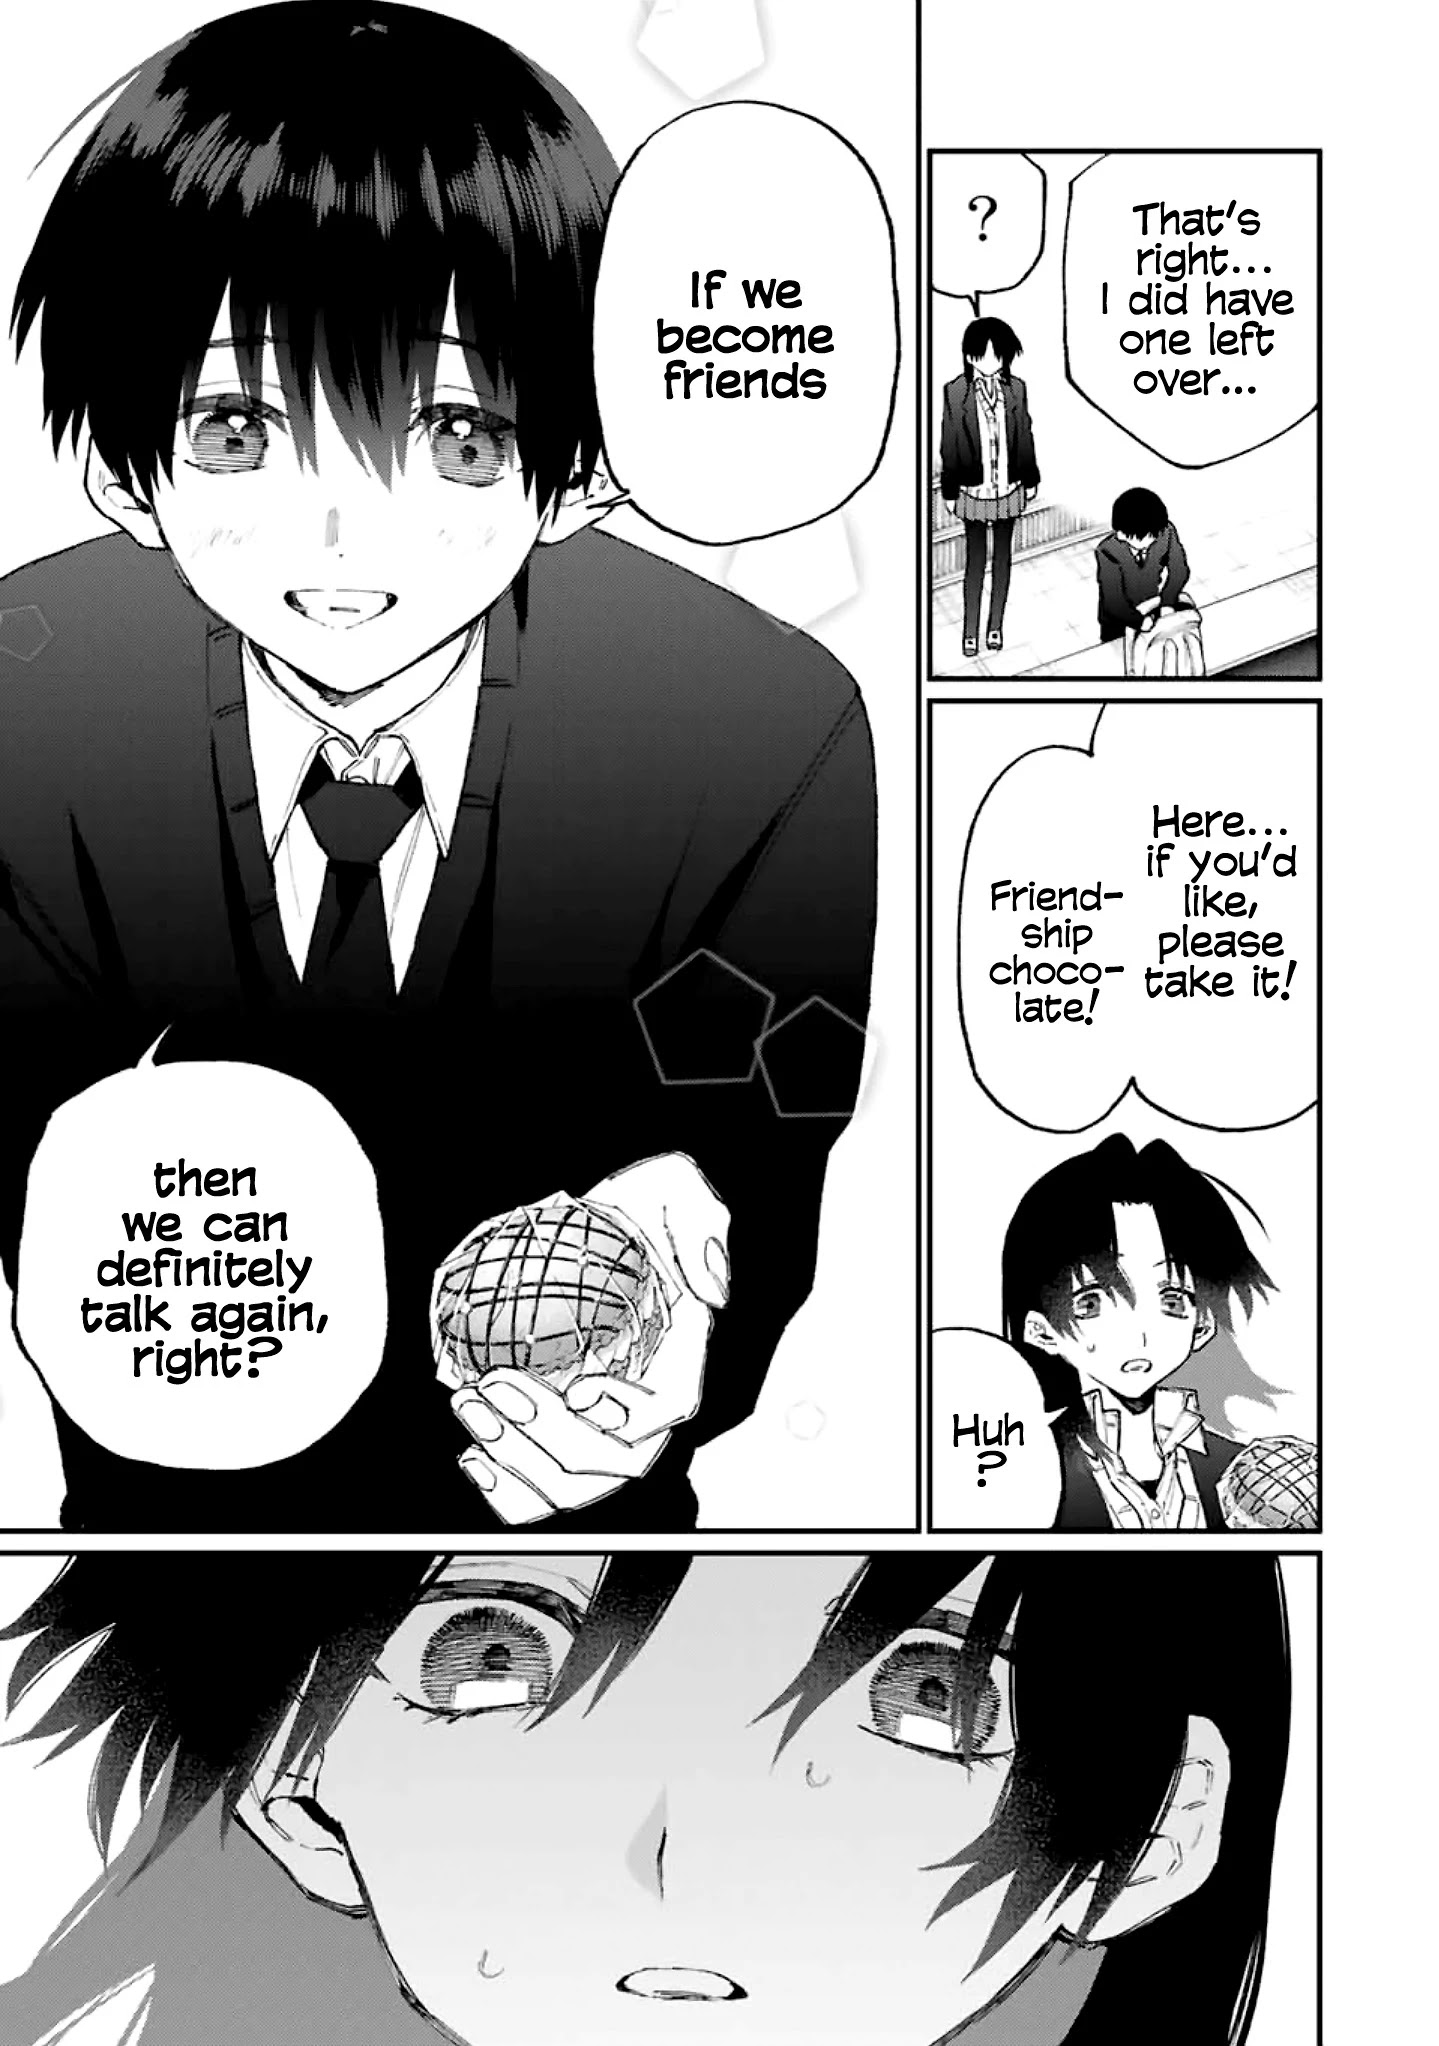 That's
right...
I did have
one left
over...
?
Here...
if you'd
like,
please
take it!
Friend-
ship
choco-
late!
Huh
?
If we
become
friends
then
we can
definitely
talk again,
right?